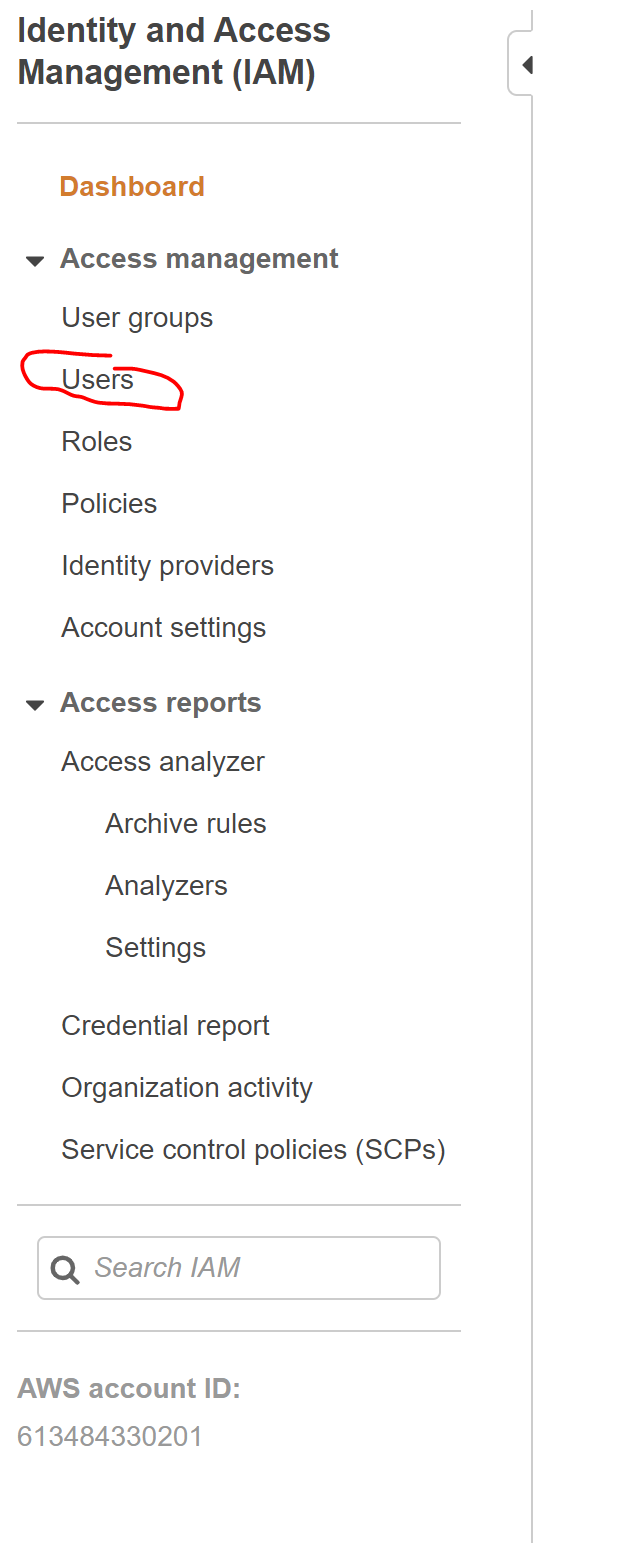 Identity and Access
Management (IAM)
Dashboard
Access management
User groups
Users
Roles
Policies
Identity providers
Account settings
Access reports
Access analyzer
Archive rules
Analyzers
Settings
Credential report
Organization activity
Service control policies (SCPs)
Search IAM
AWS account ID:
613484330201